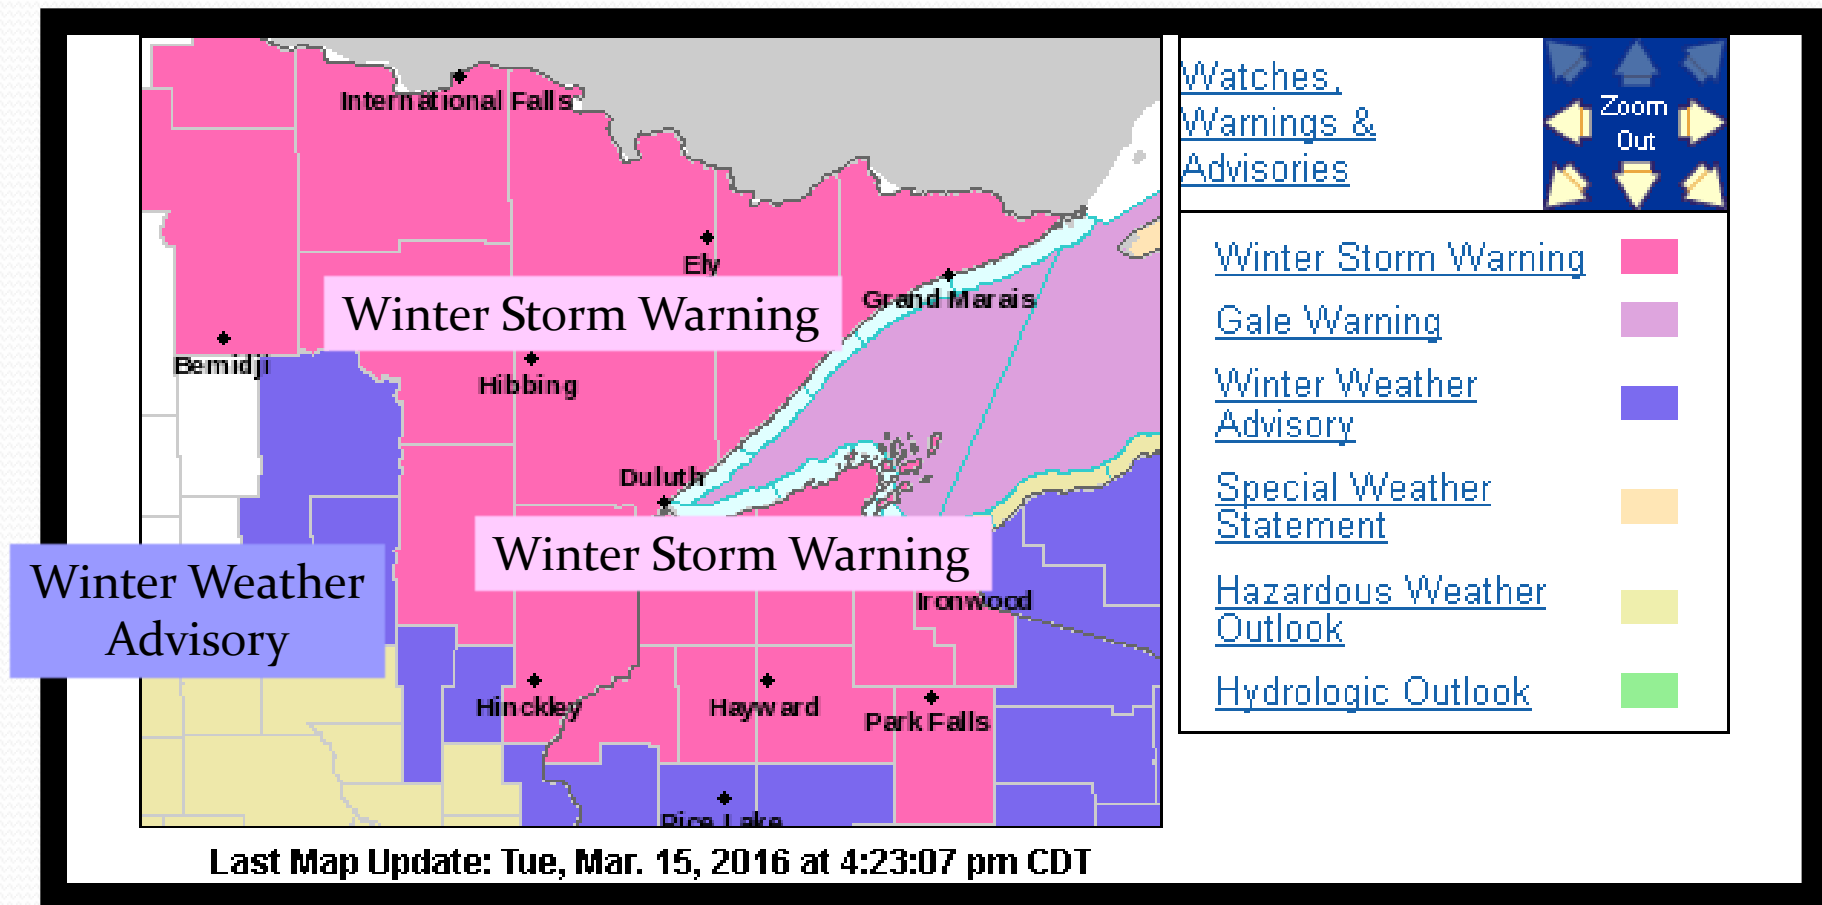 International Falls
Ely
Winter Storm Warning
Grand Marais
Bemidji
Hibbing
Duluth
Winter Storm Warning
Winter Weather
Advisory
Ironwood
Hinckley
Hayward
Park Falls
Rice Lake
Last Map Update: Tue, Mar. 15, 2016 at 4:23:07 pm CDT
Watches,
Warnings &
Advisories
Zoom
Out
Winter Storm Warning
Gale Warning
Winter Weather
Advisory
Special Weather
Statement
Hazardous Weather
Outlook
Hydrologic Outlook